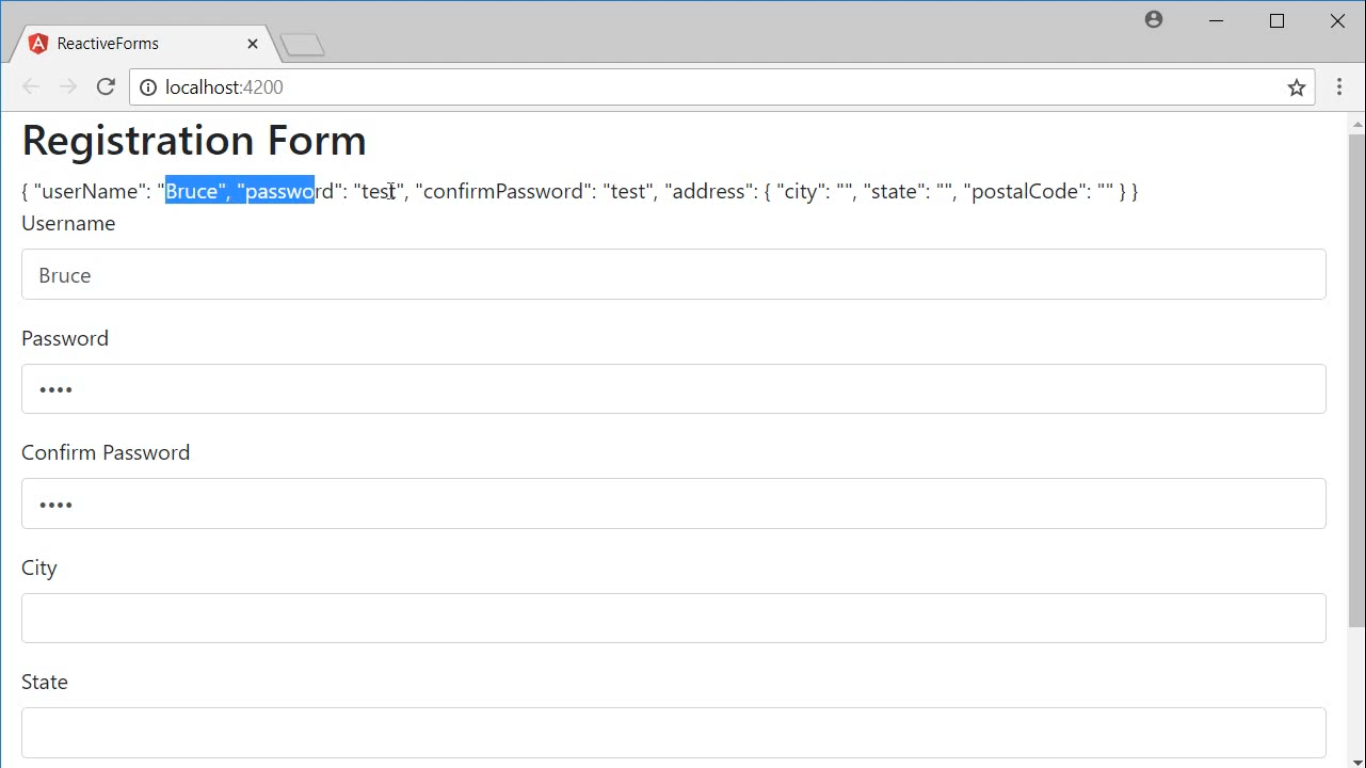 ReactiveForms
localhost:4200
Registration Form
{ "userName": "Bruce", "password": "test", "confirmPassword": "test", "address": { "city": "", "state": "", "postalCode": "" } }
Username
Bruce
Password
••••
Confirm Password
••••
City
State